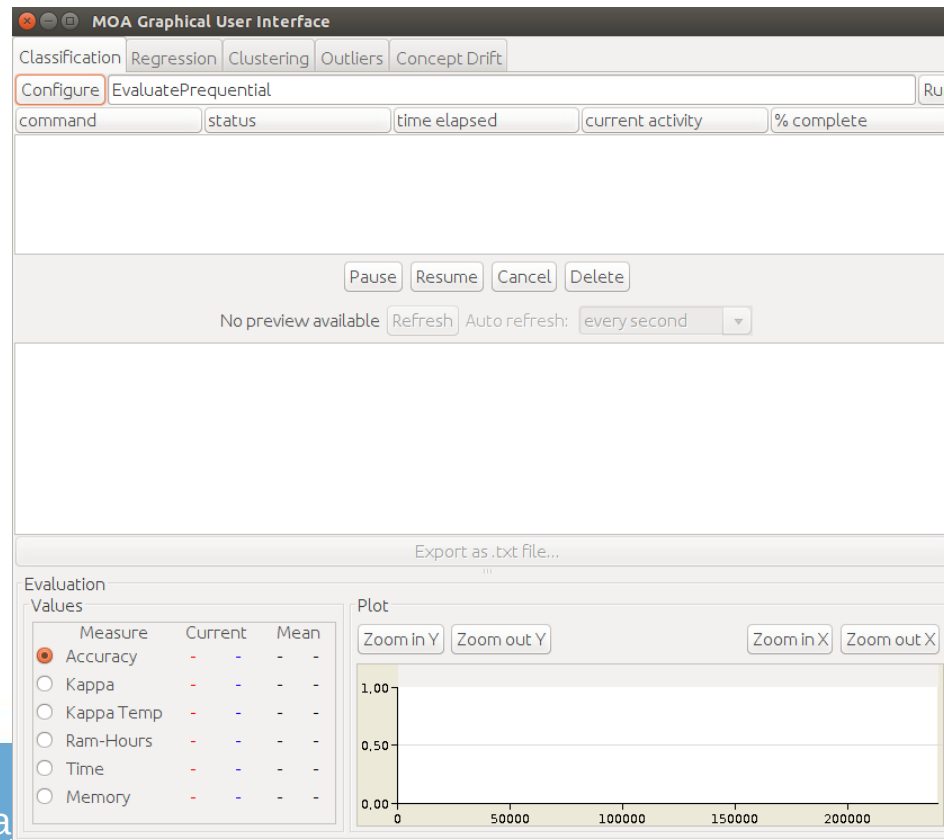 MOA Graphical User Interface
Classification Regression Clustering Outliers Concept Drift
Configure EvaluatePrequential Ru
command status time elapsed current activity % complete
Pause Resume Cancel Delete
No preview available Refresh Auto refresh: every second
Export as .txt file...
Evaluation
Values
Measure Current Mean
Accuracy - - - -
Kappa - - - -
Kappa Temp - - - -
Ram-Hours - - - -
Time - - - -
Memory - - - -
Plot
Zoom in Y Zoom out Y Zoom in X Zoom out X
1,00
0,50
0,00
0 50000 100000 150000 200000
a